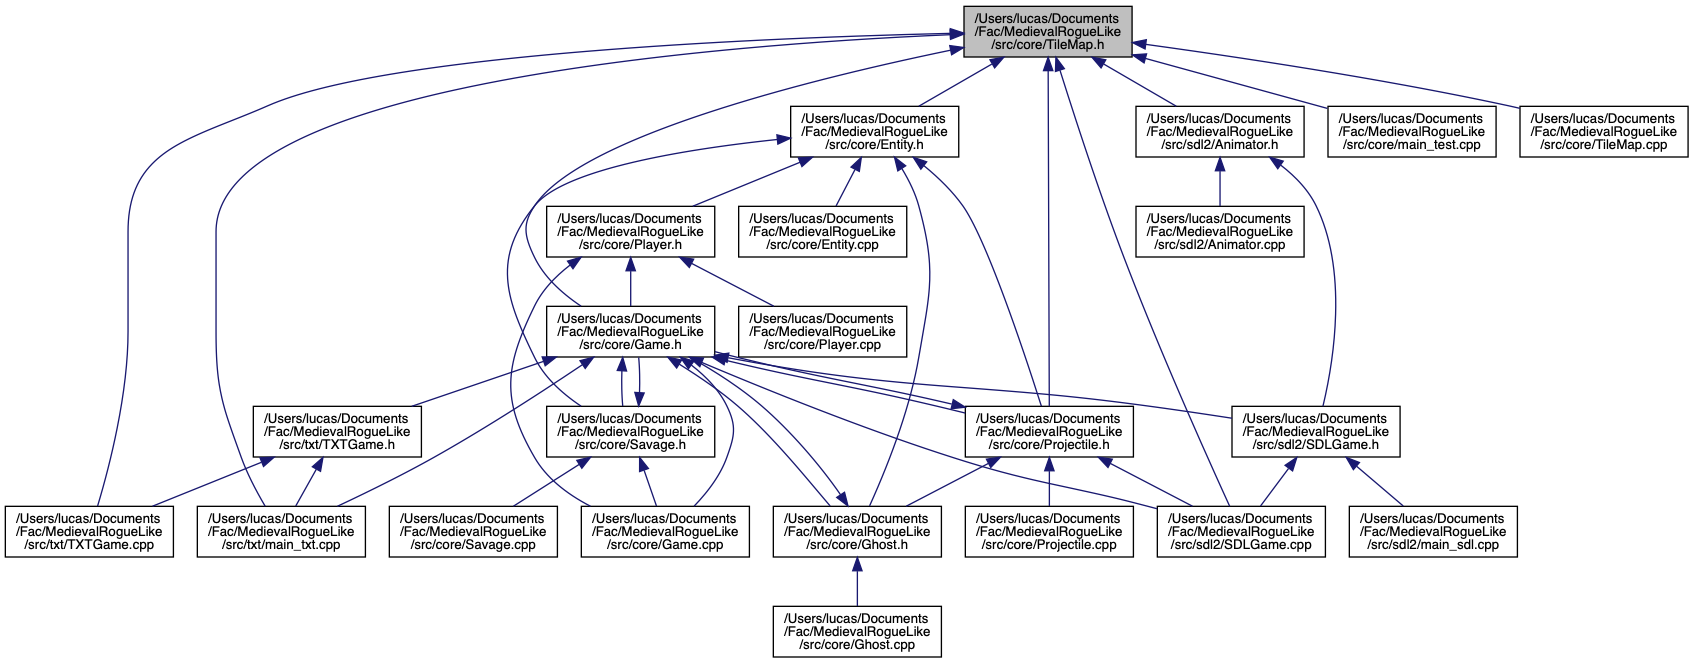 /Users/lucas/Documents
/Fac/MedievalRogueLike
/src/core/TileMap.h
/Users/lucas/Documents
/Fac/MedievalRogueLike
/src/core/Entity.h
/Users/lucas/Documents
/Fac/MedievalRogueLike
/src/sdl2/Animator.h
/Users/lucas/Documents
/Fac/MedievalRogueLike
/src/core/main_test.cpp
/Users/lucas/Documents
/Fac/MedievalRogueLike
/src/core/TileMap.cpp
/Users/lucas/Documents
/Fac/MedievalRogueLike
/src/core/Player.h
/Users/lucas/Documents
/Fac/MedievalRogueLike
/src/core/Entity.cpp
/Users/lucas/Documents
/Fac/MedievalRogueLike
/src/sdl2/Animator.cpp
/Users/lucas/Documents
/Fac/MedievalRogueLike
/src/core/Game.h
/Users/lucas/Documents
/Fac/MedievalRogueLike
/src/core/Player.cpp
/Users/lucas/Documents
/Fac/MedievalRogueLike
/src/txt/TXTGame.h
/Users/lucas/Documents
/Fac/MedievalRogueLike
/src/core/Savage.h
/Users/lucas/Documents
/Fac/MedievalRogueLike
/src/core/Projectile.h
/Users/lucas/Documents
/Fac/MedievalRogueLike
/src/sdl2/SDLGame.h
/Users/lucas/Documents
/Fac/MedievalRogueLike
/src/txt/TXTGame.cpp
/Users/lucas/Documents
/Fac/MedievalRogueLike
/src/txt/main_txt.cpp
/Users/lucas/Documents
/Fac/MedievalRogueLike
/src/core/Savage.cpp
/Users/lucas/Documents
/Fac/MedievalRogueLike
/src/core/Game.cpp
/Users/lucas/Documents
/Fac/MedievalRogueLike
/src/core/Ghost.h
/Users/lucas/Documents
/Fac/MedievalRogueLike
/src/core/Projectile.cpp
/Users/lucas/Documents
/Fac/MedievalRogueLike
/src/sdl2/SDLGame.cpp
/Users/lucas/Documents
/Fac/MedievalRogueLike
/src/sdl2/main_sdl.cpp
/Users/lucas/Documents
/Fac/MedievalRogueLike
/src/core/Ghost.cpp